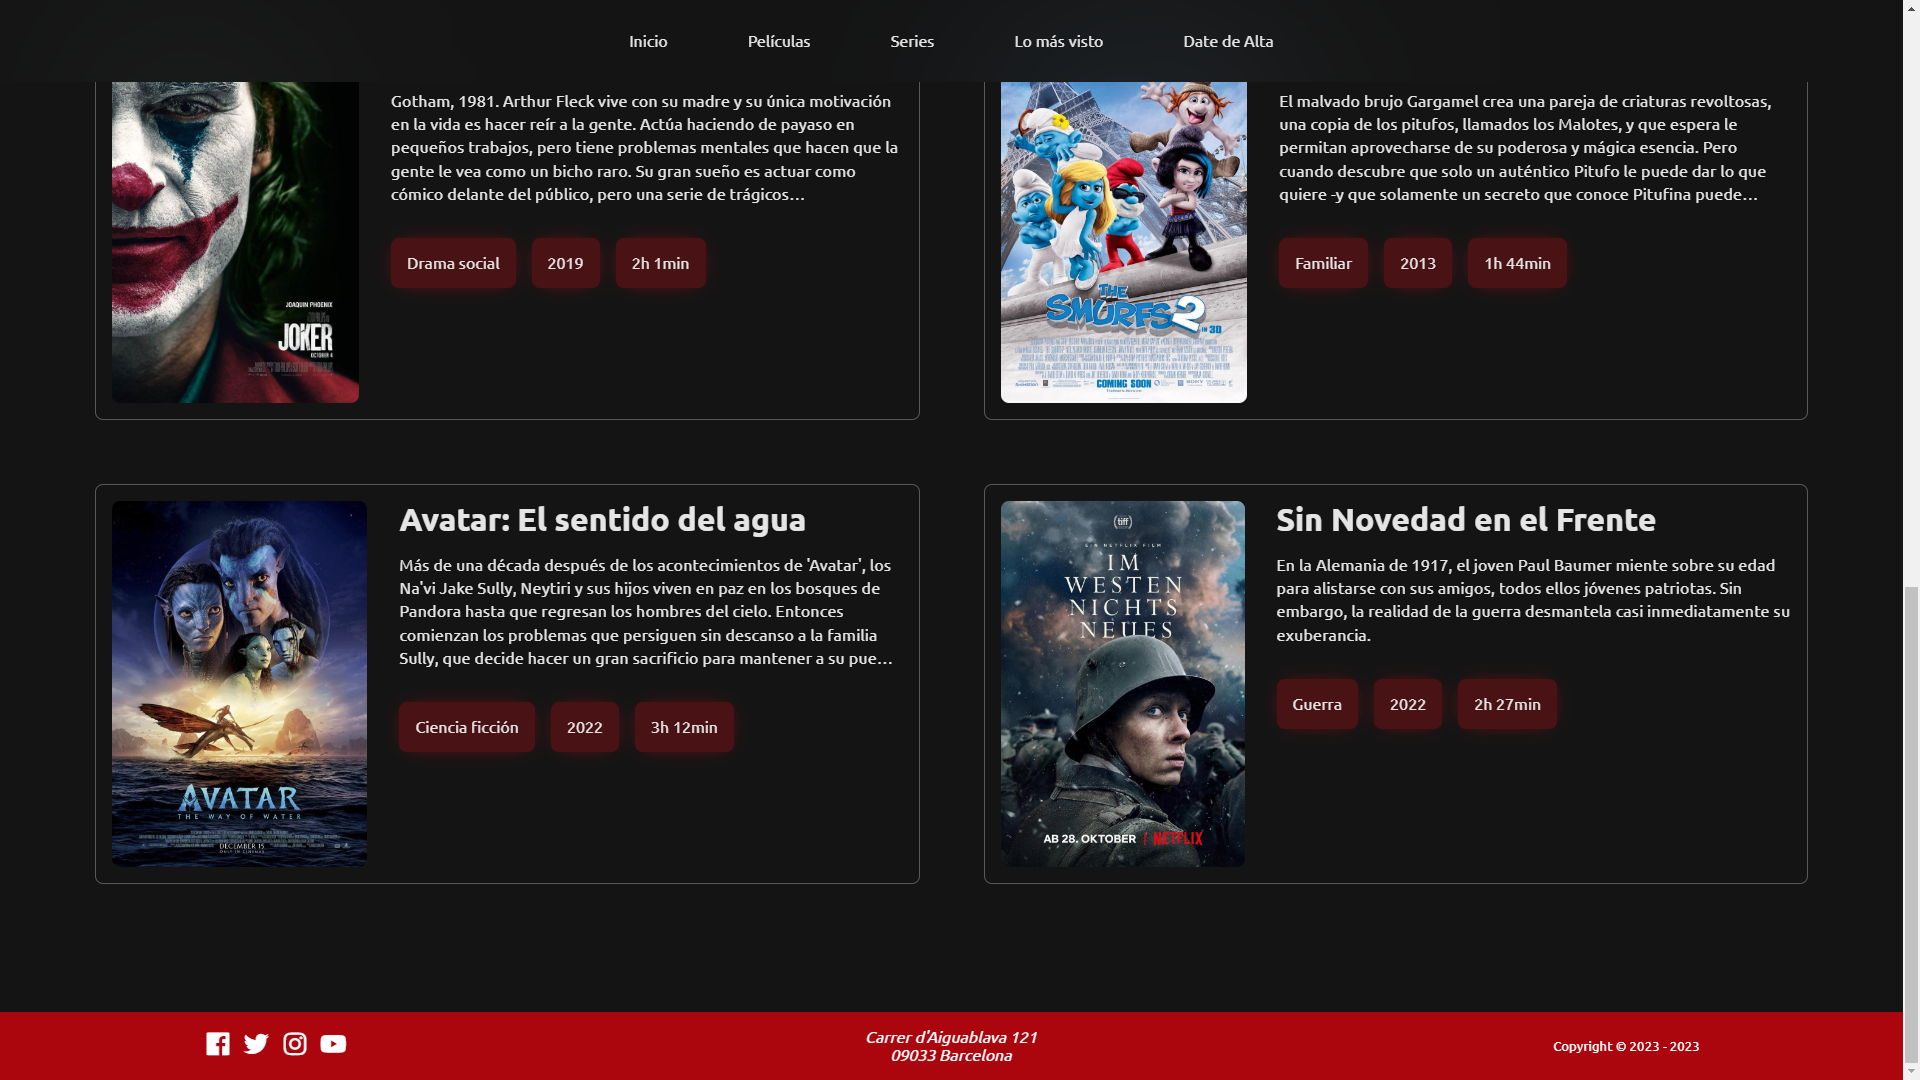 Inicio
Películas
Series
Lo más visto
Date de Alta
Gotham, 1981. Arthur Fleck vive con su madre y su única motivación
en la vida es hacer reír a la gente. Actúa haciendo de payaso en
pequeños trabajos, pero tiene problemas mentales que hacen que la
gente le vea como un bicho raro. Su gran sueño es actuar como
cómico delante del público, pero una serie de trágicos…
Drama social
2019
2h 1min
JOAQUIN PHOENIX
JOKER
OCTOBER 4
El malvado brujo Gargamel crea una pareja de criaturas revoltosas,
una copia de los pitufos, llamados los Malotes, y que espera le
permitan aprovecharse de su poderosa y mágica esencia. Pero
cuando descubre que solo un auténtico Pitufo le puede dar lo que
quiere -y que solamente un secreto que conoce Pitufina puede…
Familiar
2013
1h 44min
THE
SMURFS 2
IN 3D
COMING SOON
Avatar: El sentido del agua
Más de una década después de los acontecimientos de 'Avatar', los
Na'vi Jake Sully, Neytiri y sus hijos viven en paz en los bosques de
Pandora hasta que regresan los hombres del cielo. Entonces
comienzan los problemas que persiguen sin descanso a la familia
Sully, que decide hacer un gran sacrificio para mantener a su pue…
Ciencia ficción
2022
3h 12min
AVATAR
THE WAY OF WATER
DECEMBER 15
Sin Novedad en el Frente
En la Alemania de 1917, el joven Paul Baumer miente sobre su edad
para alistarse con sus amigos, todos ellos jóvenes patriotas. Sin
embargo, la realidad de la guerra desmantela casi inmediatamente su
exuberancia.
Guerra
2022
2h 27min
tiff
EIN NETFLIX FILM
IM
WESTEN
NICHTS
NEUES
AB 28. OKTOBER | NETFLIX
Carrer d'Aiguablava 121
09033 Barcelona
Copyright © 2023 - 2023